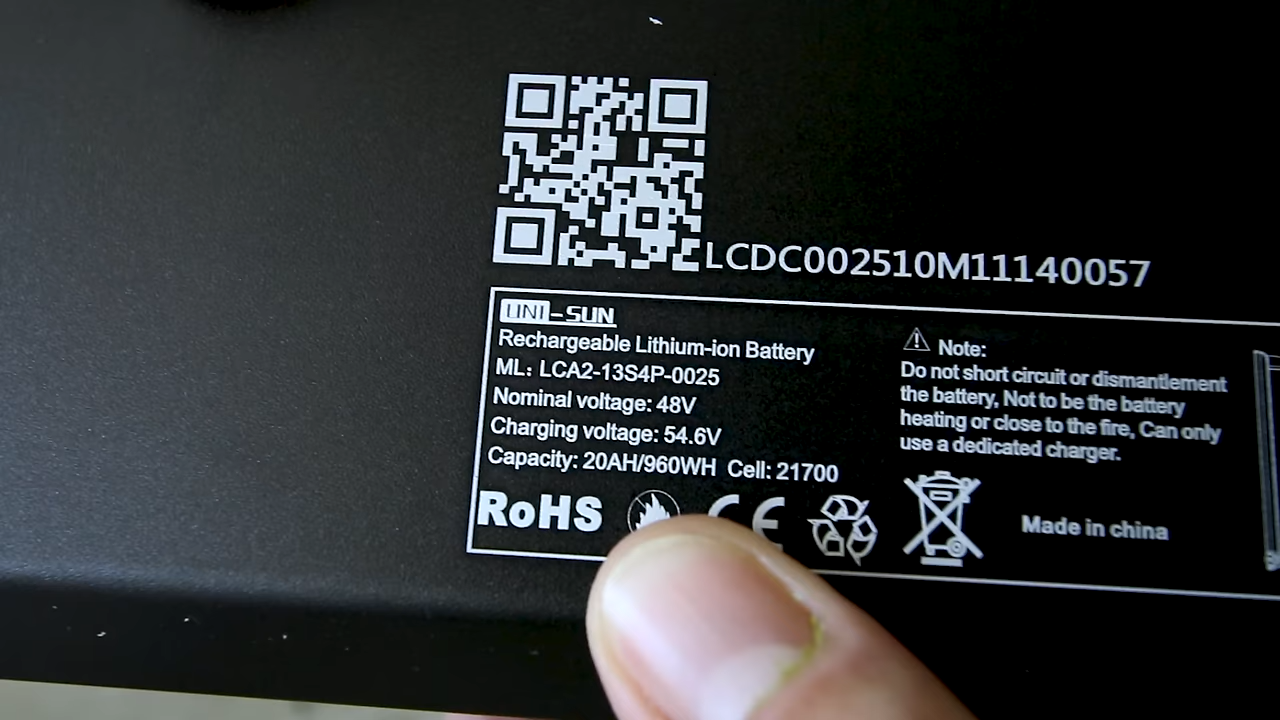 LCDC002510M11140057
UNI-SUN
Rechargeable Lithium-ion Battery
ML: LCA2-13S4P-0025
Nominal voltage: 48V
Charging voltage: 54.6V
Capacity: 20AH/960WH Cell: 21700
RoHS CE
Note:
Do not short circuit or dismantlement
the battery, Not to be the battery
heating or close to the fire, Can only
use a dedicated charger.
Made in china